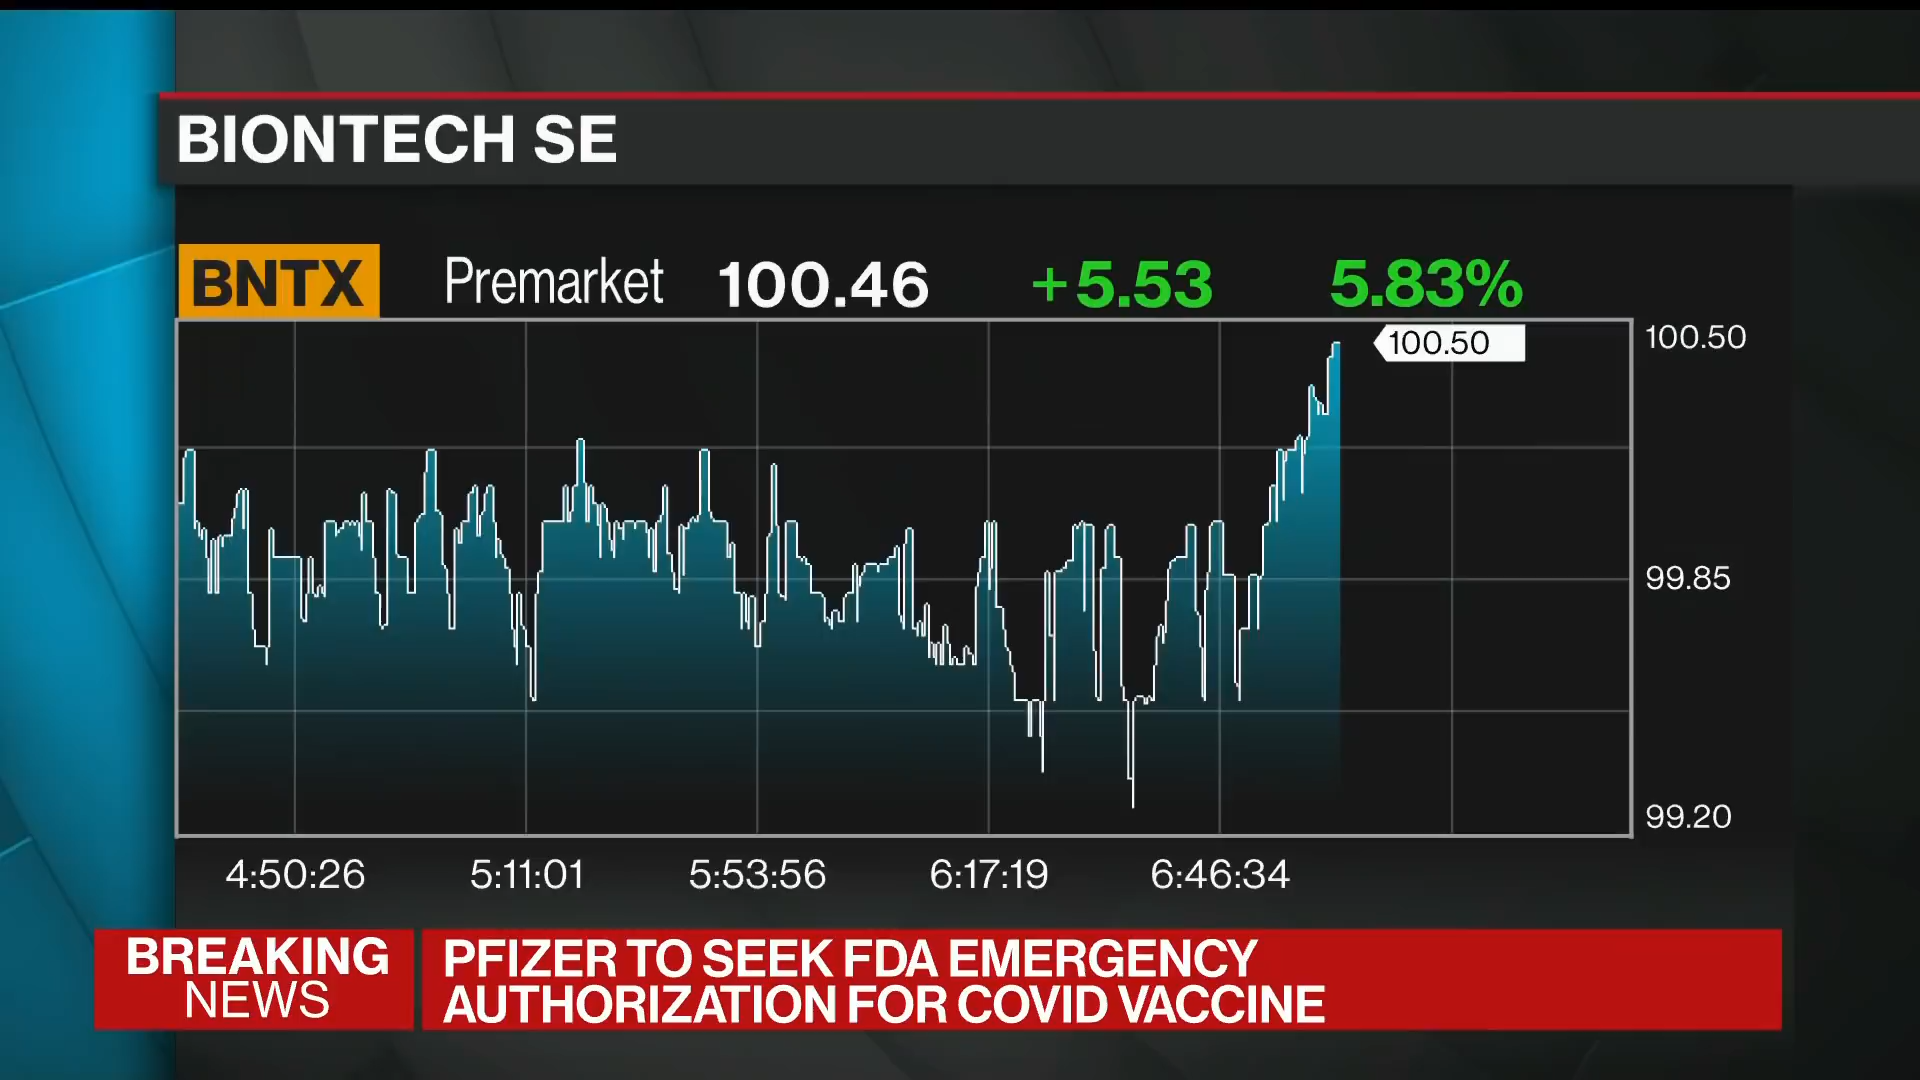 BIONTECH SE
BNTX Premarket 100.46 +5.53 5.83%
100.50 100.50
99.85
99.20
4:50:26 5:11:01 5:53:56 6:17:19 6:46:34
BREAKING
NEWS
PFIZER TO SEEK FDA EMERGENCY
AUTHORIZATION FOR COVID VACCINE